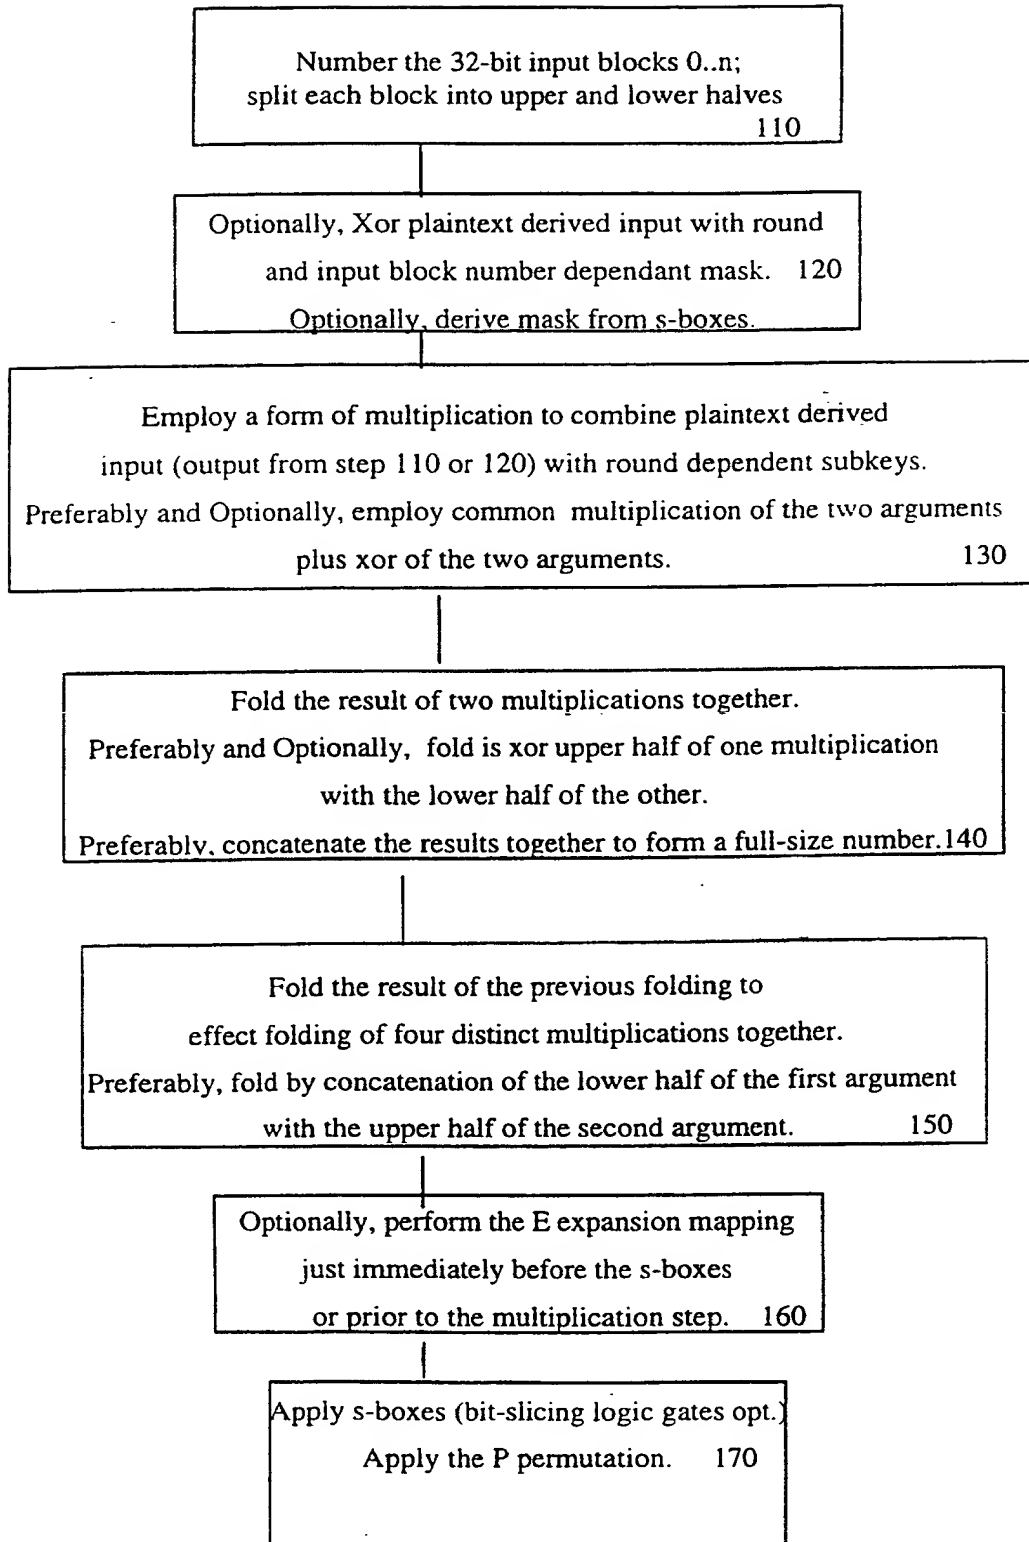 Number the 32-bit input blocks 0..n;
split each block into upper and lower halves
110
Optionally, Xor plaintext derived input with round
and input block number dependant mask. 120
Optionally, derive mask from s-boxes.
Employ a form of multiplication to combine plaintext derived
input (output from step 110 or 120) with round dependent subkeys.
Preferably and Optionally, employ common multiplication of the two arguments
plus xor of the two arguments. 130
Fold the result of two multiplications together.
Preferably and Optionally, fold is xor upper half of one multiplication
with the lower half of the other.
Preferably, concatenate the results together to form a full-size number.140
Fold the result of the previous folding to
effect folding of four distinct multiplications together.
Preferably, fold by concatenation of the lower half of the first argument
with the upper half of the second argument. 150
Optionally, perform the E expansion mapping
just immediately before the s-boxes
or prior to the multiplication step. 160
Apply s-boxes (bit-slicing logic gates opt.)
Apply the P permutation. 170